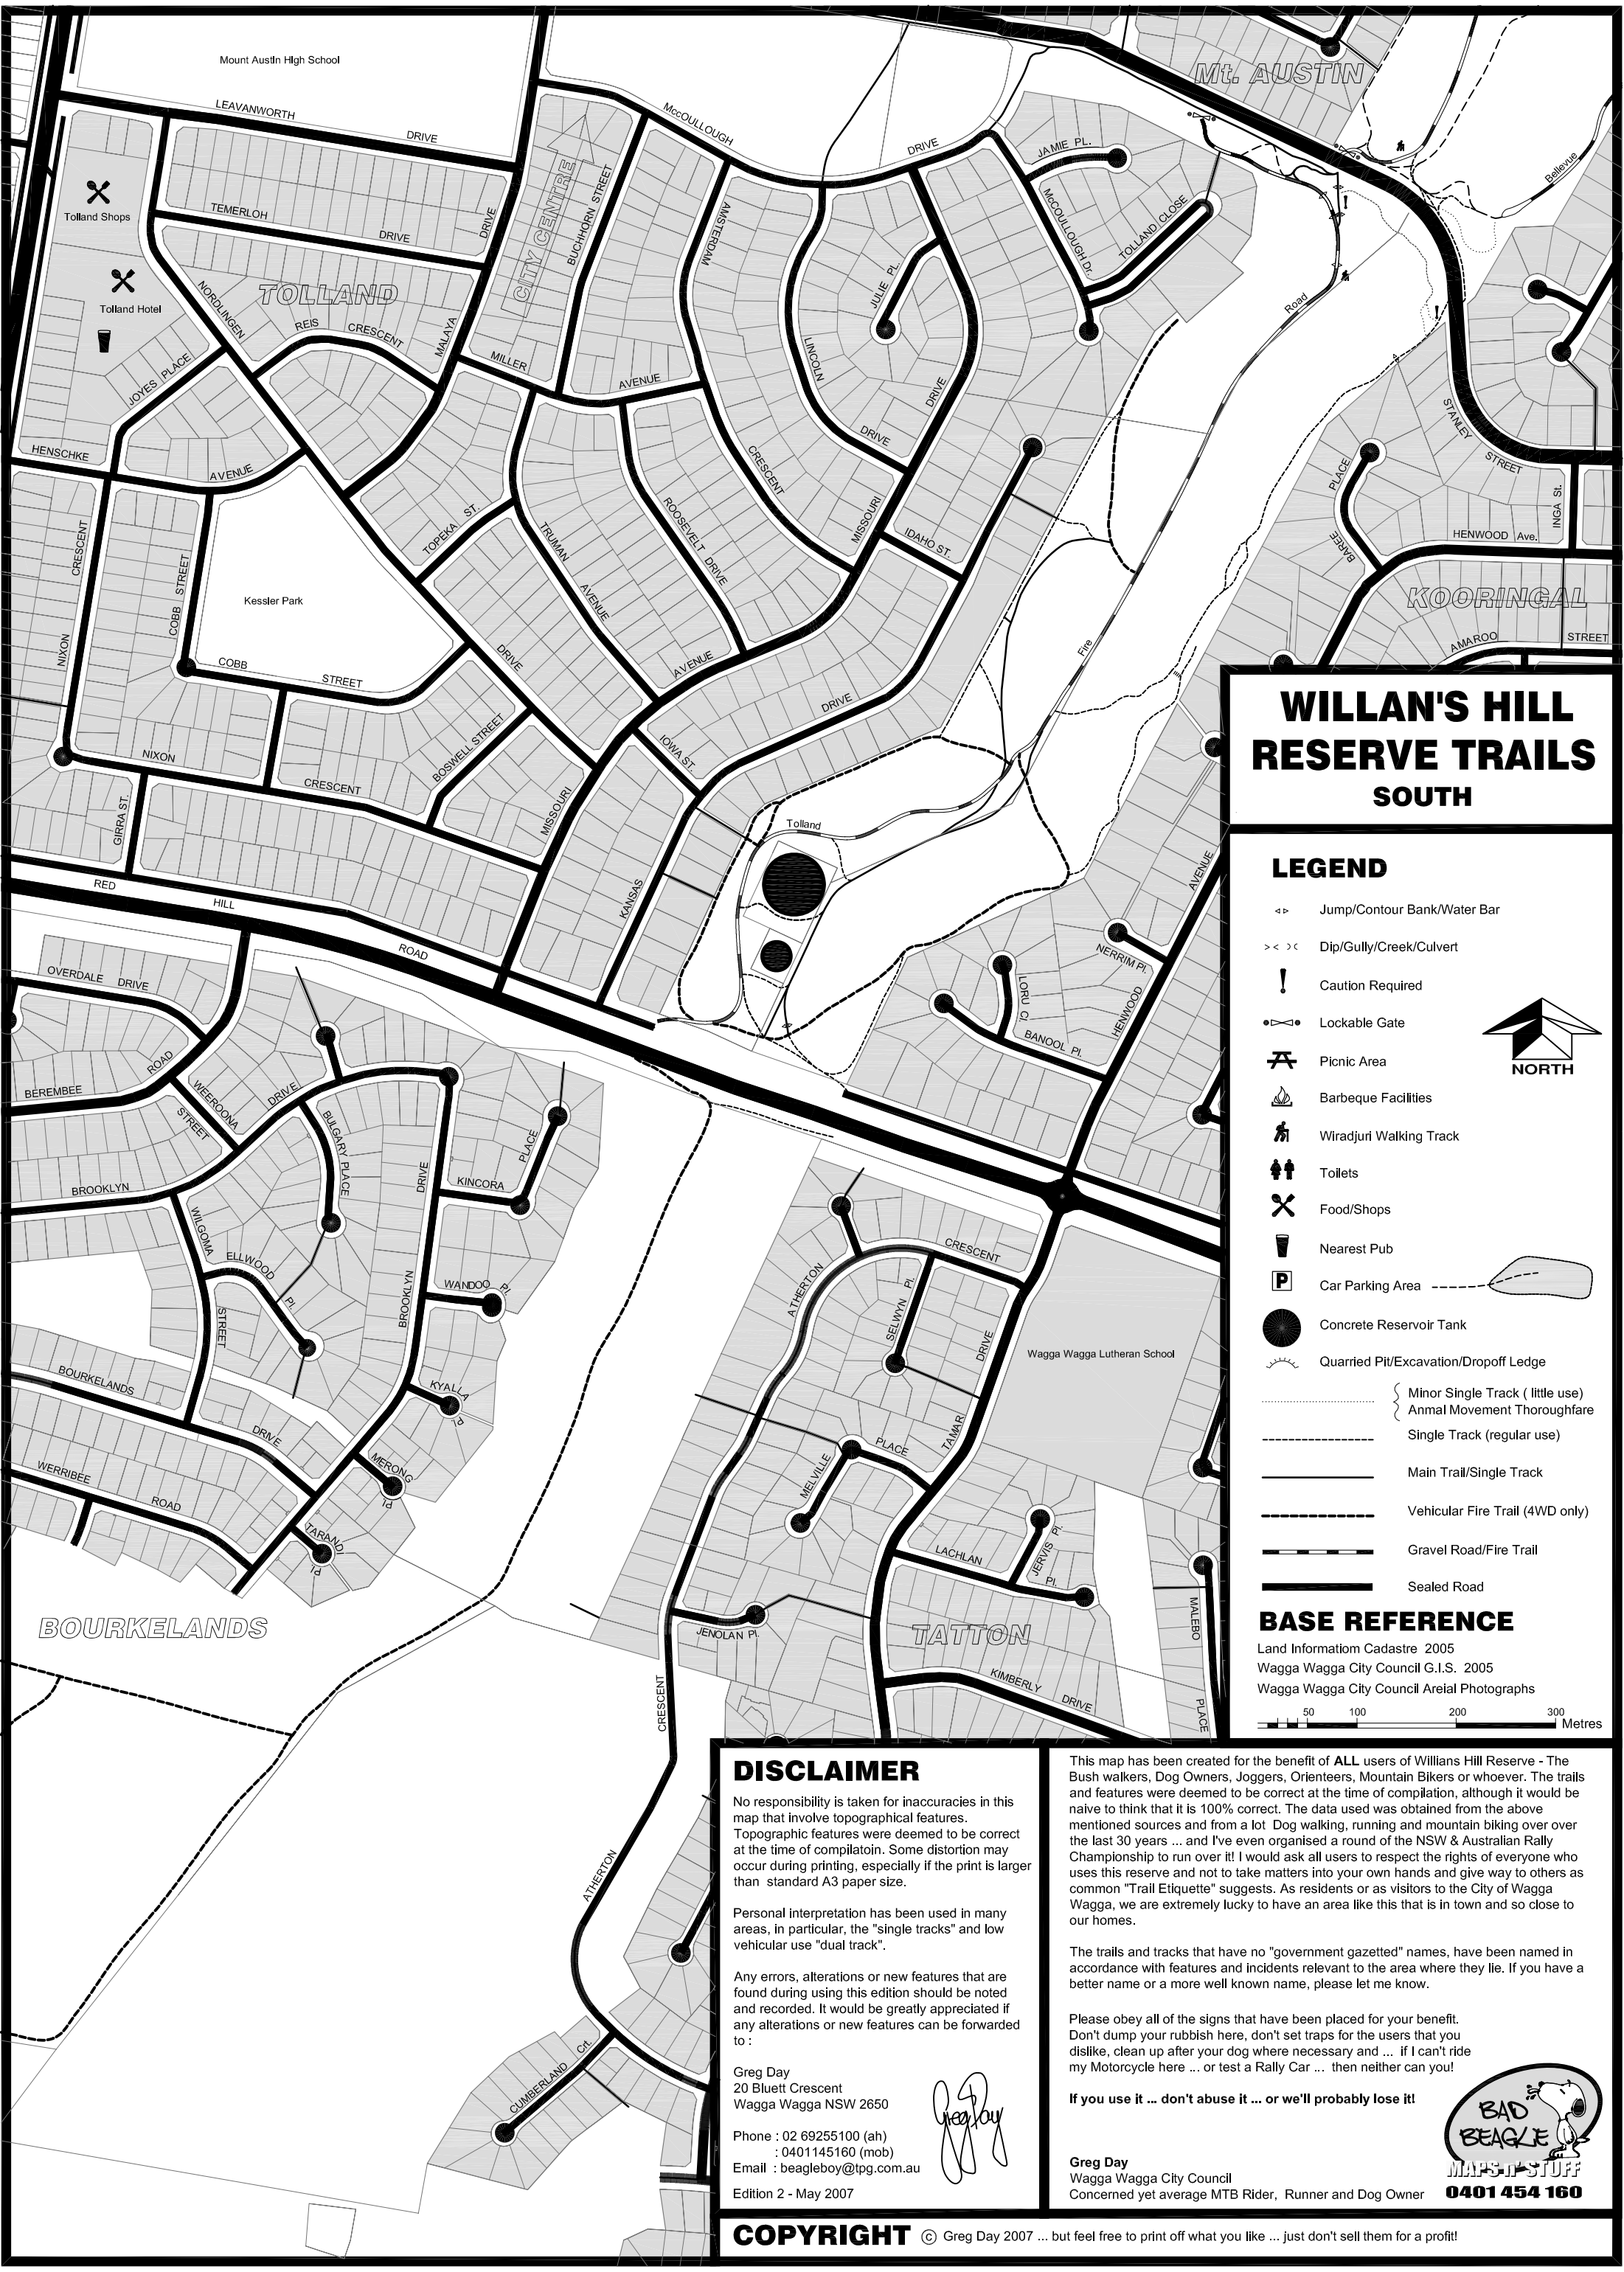 Mount Austin High School
LEAVANWORTH
DRIVE
McCOULLOUGH
DRIVE
Mt. AUSTIN
Bellevue
JAMIE PL.
McCOULLOUGH Dr.
TOLLAND CLOSE
Tolland Shops
TEMERLOH
DRIVE
DRIVE
CITY CENTRE
BUCHHORN STREET
AMSTERDAM
JULIE PL.
Tolland Hotel
TOLLAND
NORDLINGEN
REIS
CRESCENT
MALAYA
MILLER
AVENUE
LINCOLN
DRIVE
DRIVE
Road
JOYES PLACE
HENSCHKE
AVENUE
CRESCENT
MISSOURI
IDAHO ST.
STANLEY
STREET
PLACE
BAREE
INGA St.
HENWOOD Ave.
KOORINGAL
AMAROO
STREET
CRESCENT
NIXON
COBB
STREET
Kessler Park
COBB
STREET
TOPEKA ST.
TRUMAN
AVENUE
ROOSEVELT
DRIVE
DRIVE
AVENUE
DRIVE
IOWA ST.
Fire
NIXON
CRESCENT
BOSWELL STREET
GIRRA ST.
MISSOURI
KANSAS
Tolland
RED
HILL
ROAD
AVENUE
NERRIM Pl.
LORU Cl.
BANOOL Pl.
HENWOOD
OVERDALE DRIVE
BEREMBEE
ROAD
WEEROONA
STREET
DRIVE
BULGARY PLACE
BROOKLYN
DRIVE
KINCORA
PLACE
WILGOMA
STREET
ELLWOOD
Pl.
WANDOO Pl.
BROOKLYN
BOURKELANDS
DRIVE
KYALLA
Pl
MERONG
Pl
WERRIBEE
ROAD
TARANDI
Pl
BOURKELANDS
ATHERTON
CRESCENT
SELWYN Pl.
DRIVE
TAMAR
Wagga Wagga Lutheran School
MELVILLE
PLACE
LACHLAN
Pl.
JERVIS Pl.
JENOLAN Pl.
TATTON
KIMBERLY
DRIVE
MALEBO
PLACE
CRESCENT
ATHERTON
CUMBERLAND Crt.
WILLAN'S HILL
RESERVE TRAILS
SOUTH
LEGEND
Jump/Contour Bank/Water Bar
Dip/Gully/Creek/Culvert
Caution Required
Lockable Gate
Picnic Area
Barbeque Facilities
Wiradjuri Walking Track
Toilets
Food/Shops
Nearest Pub
P Car Parking Area
Concrete Reservoir Tank
Quarried Pit/Excavation/Dropoff Ledge
Minor Single Track ( little use)
Anmal Movement Thoroughfare
Single Track (regular use)
Main Trail/Single Track
Vehicular Fire Trail (4WD only)
Gravel Road/Fire Trail
Sealed Road
NORTH
BASE REFERENCE
Land Informatiom Cadastre 2005
Wagga Wagga City Council G.I.S. 2005
Wagga Wagga City Council Areial Photographs
50 100 200 300
Metres
DISCLAIMER
No responsibility is taken for inaccuracies in this
map that involve topographical features.
Topographic features were deemed to be correct
at the time of compilatoin. Some distortion may
occur during printing, especially if the print is larger
than standard A3 paper size.
Personal interpretation has been used in many
areas, in particular, the "single tracks" and low
vehicular use "dual track".
Any errors, alterations or new features that are
found during using this edition should be noted
and recorded. It would be greatly appreciated if
any alterations or new features can be forwarded
to :
Greg Day
20 Bluett Crescent
Wagga Wagga NSW 2650
Phone : 02 69255100 (ah)
: 0401145160 (mob)
Email : beagleboy@tpg.com.au
Edition 2 - May 2007
Greg Day
This map has been created for the benefit of ALL users of Willians Hill Reserve - The
Bush walkers, Dog Owners, Joggers, Orienteers, Mountain Bikers or whoever. The trails
and features were deemed to be correct at the time of compilation, although it would be
naive to think that it is 100% correct. The data used was obtained from the above
mentioned sources and from a lot Dog walking, running and mountain biking over over
the last 30 years ... and I've even organised a round of the NSW & Australian Rally
Championship to run over it! I would ask all users to respect the rights of everyone who
uses this reserve and not to take matters into your own hands and give way to others as
common "Trail Etiquette" suggests. As residents or as visitors to the City of Wagga
Wagga, we are extremely lucky to have an area like this that is in town and so close to
our homes.
The trails and tracks that have no "government gazetted" names, have been named in
accordance with features and incidents relevant to the area where they lie. If you have a
better name or a more well known name, please let me know.
Please obey all of the signs that have been placed for your benefit.
Don't dump your rubbish here, don't set traps for the users that you
dislike, clean up after your dog where necessary and ... if I can't ride
my Motorcycle here ... or test a Rally Car ... then neither can you!
If you use it ... don't abuse it ... or we'll probably lose it!
Greg Day
Wagga Wagga City Council
Concerned yet average MTB Rider, Runner and Dog Owner
BAD
BEAGLE
MAPS n' STUFF
0401 454 160
COPYRIGHT © Greg Day 2007 ... but feel free to print off what you like ... just don't sell them for a profit!